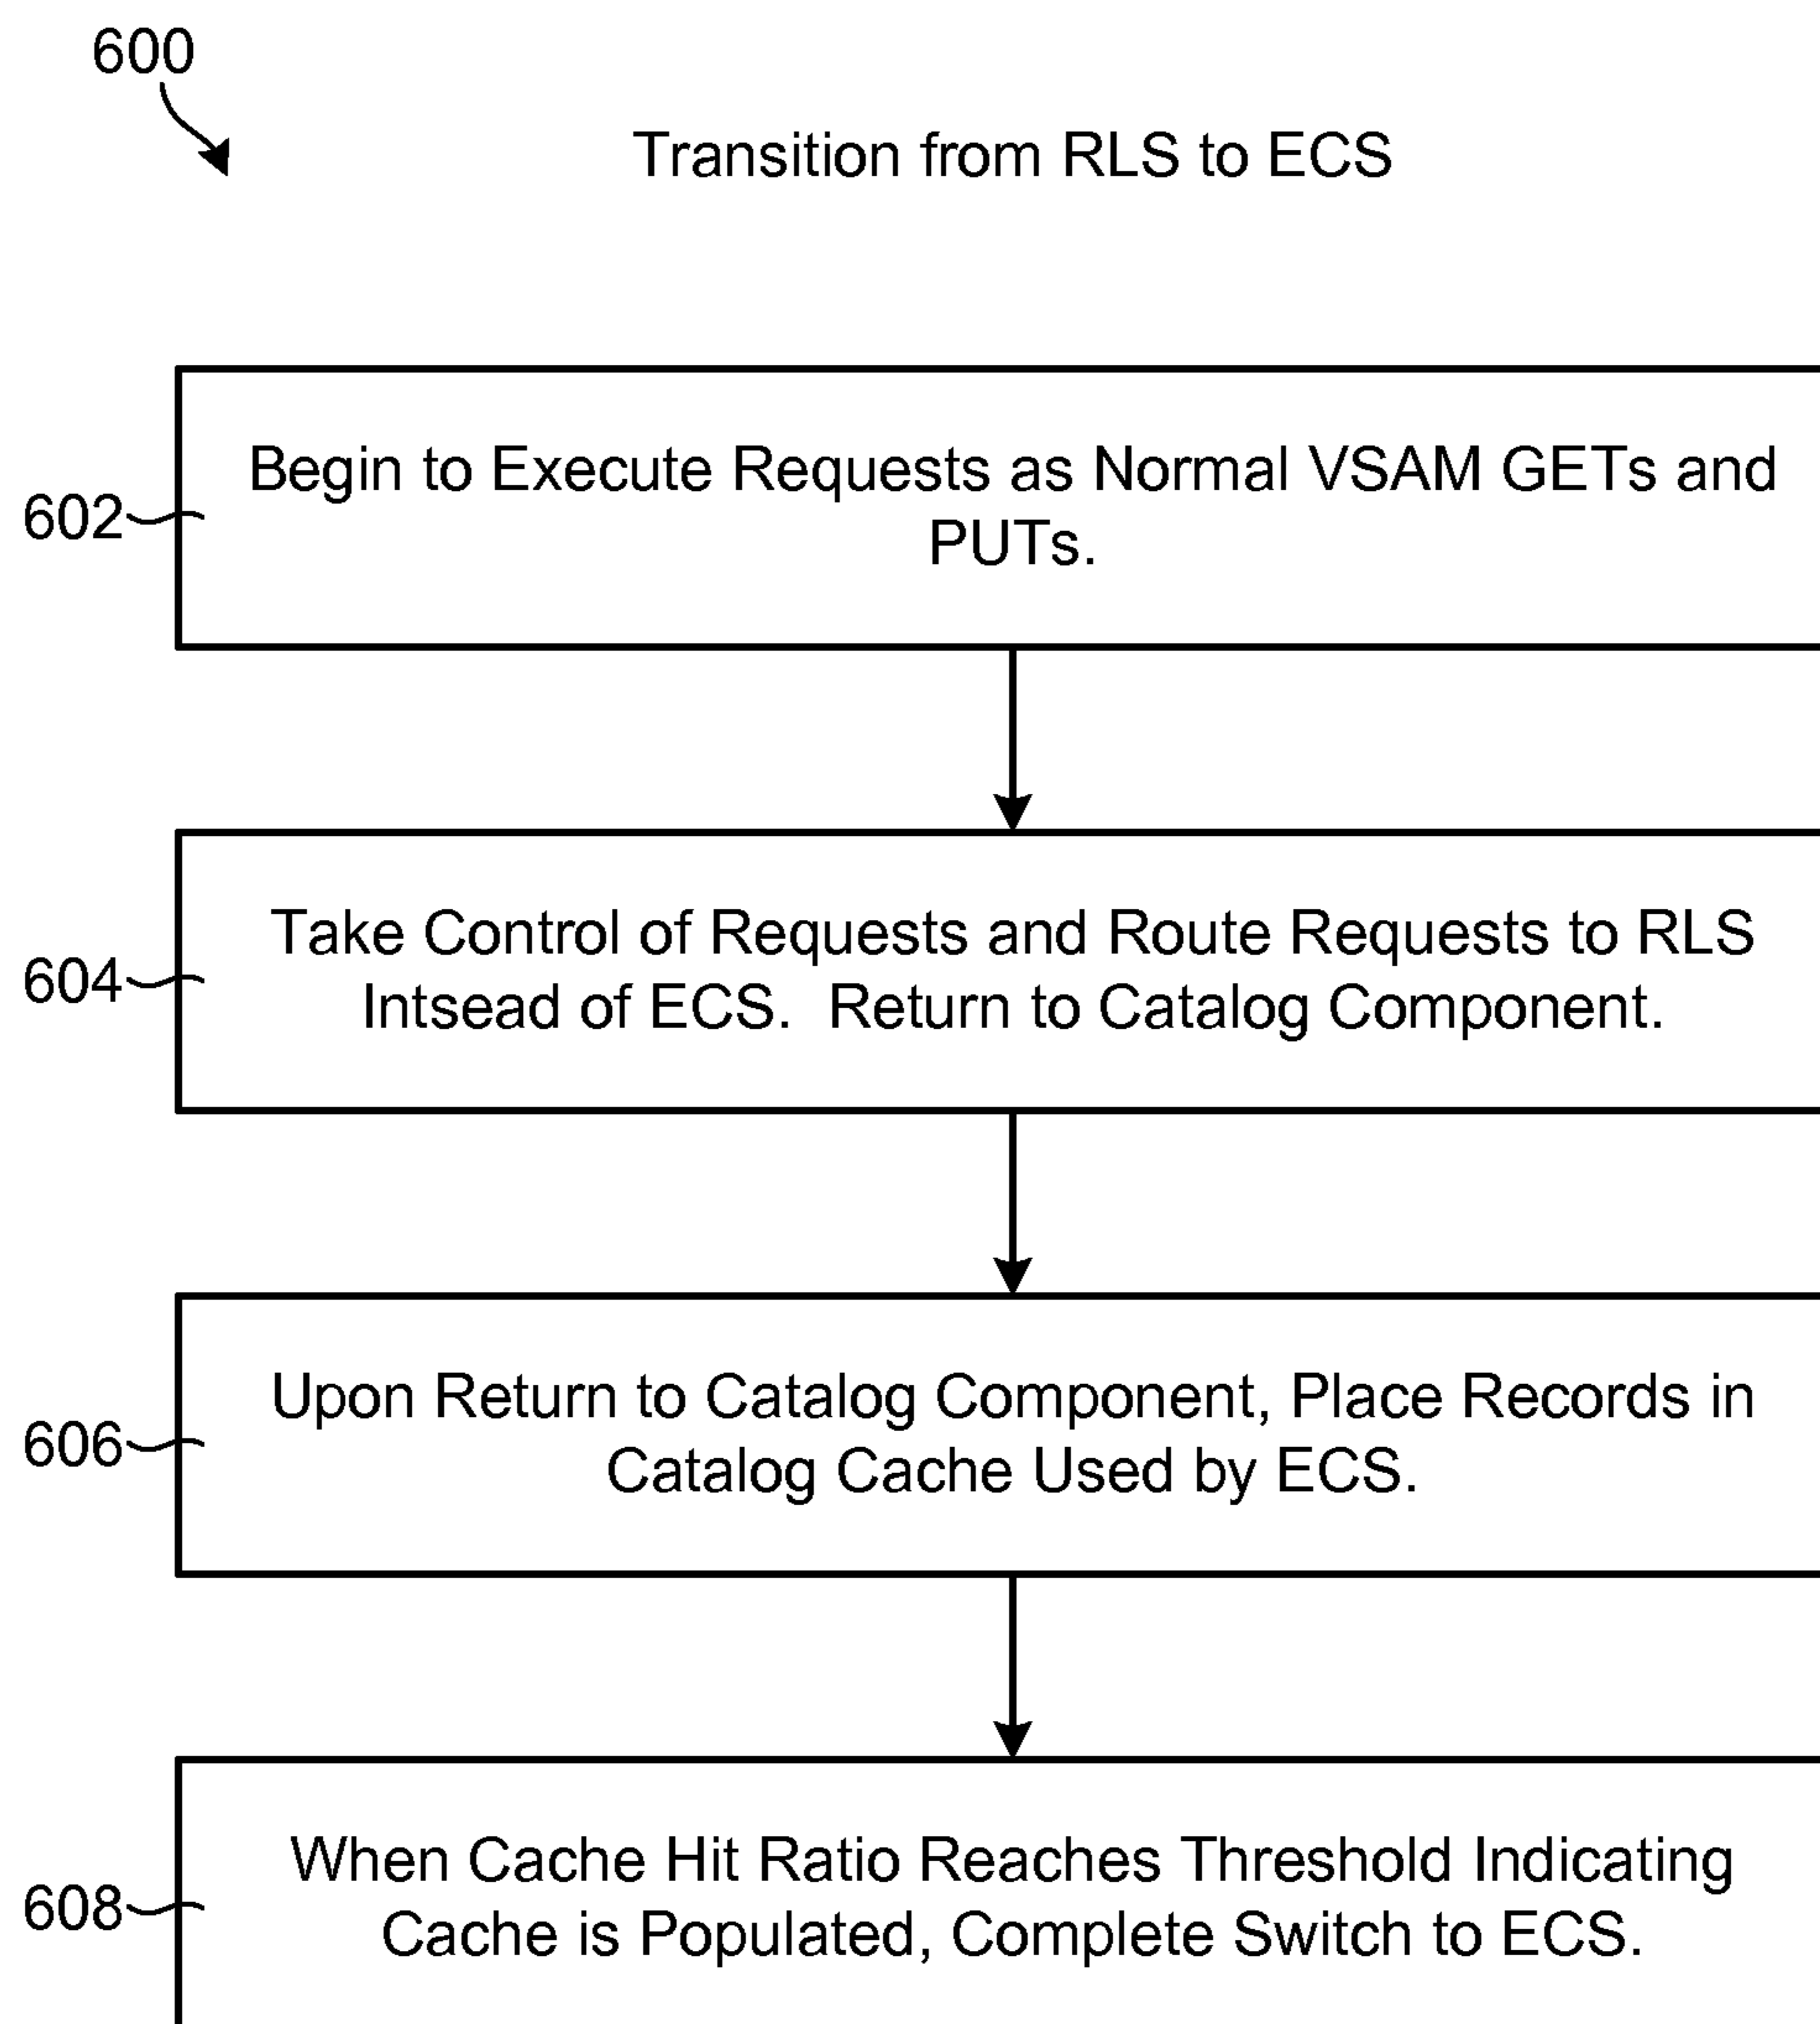 600
Transition from RLS to ECS
Begin to Execute Requests as Normal VSAM GETs and
PUTs.
602
Take Control of Requests and Route Requests to RLS
Intsead of ECS.  Return to Catalog Component.
604
Upon Return to Catalog Component, Place Records in
Catalog Cache Used by ECS.
606
When Cache Hit Ratio Reaches Threshold Indicating
Cache is Populated, Complete Switch to ECS.
608